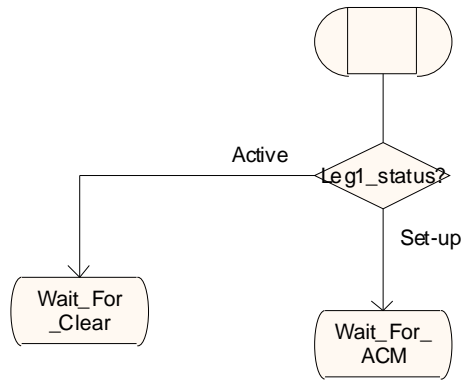 Active
Leg1_status?
Set-up
Wait_For
_Clear
Wait_For_
ACM